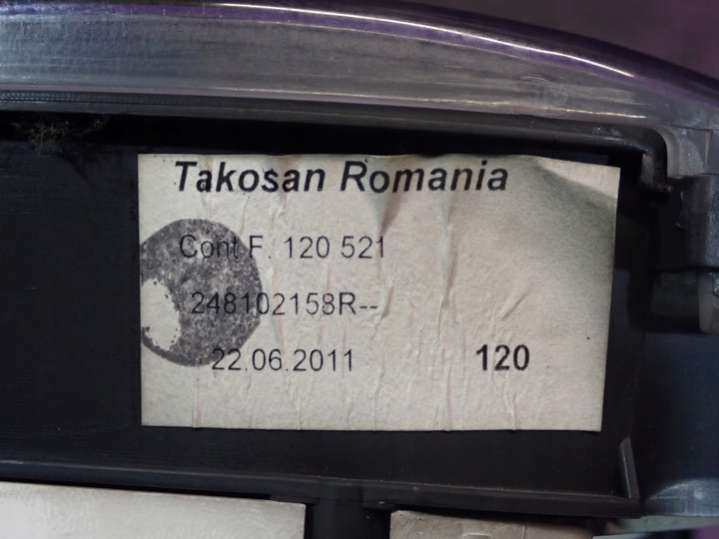 Takosan Romania
Cont F. 120 521
248102158R--
22.06.2011 120